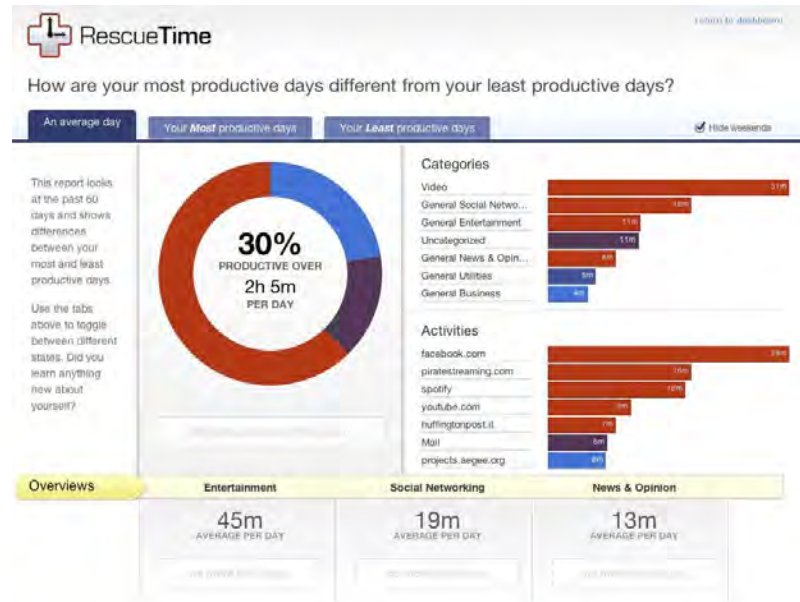 RescueTime
return to dashboard
How are your most productive days different from your least productive days?
An average day
Your Most productive days
Your Least productive days
Hide weekends
This report looks
at the past 60
days and shows
differences
between your
most and least
productive days
Use the tabs
above to toggle
between different
states. Did you
learn anything
new about
yourself?
30%
PRODUCTIVE OVER
2h 5m
PER DAY
Categories
Video
31m
General Social Netwo...
General Entertainment
11m
Uncategorized
11m
General News & Opin...
General Utilities
General Business
Activities
facebook.com
piratestreaming.com
spotify
youtube.com
huffingtonpost.it
Mail
projects.aegee.org
Overviews
Entertainment
Social Networking
News & Opinion
45m
AVERAGE PER DAY
19m
AVERAGE PER DAY
13m
AVERAGE PER DAY